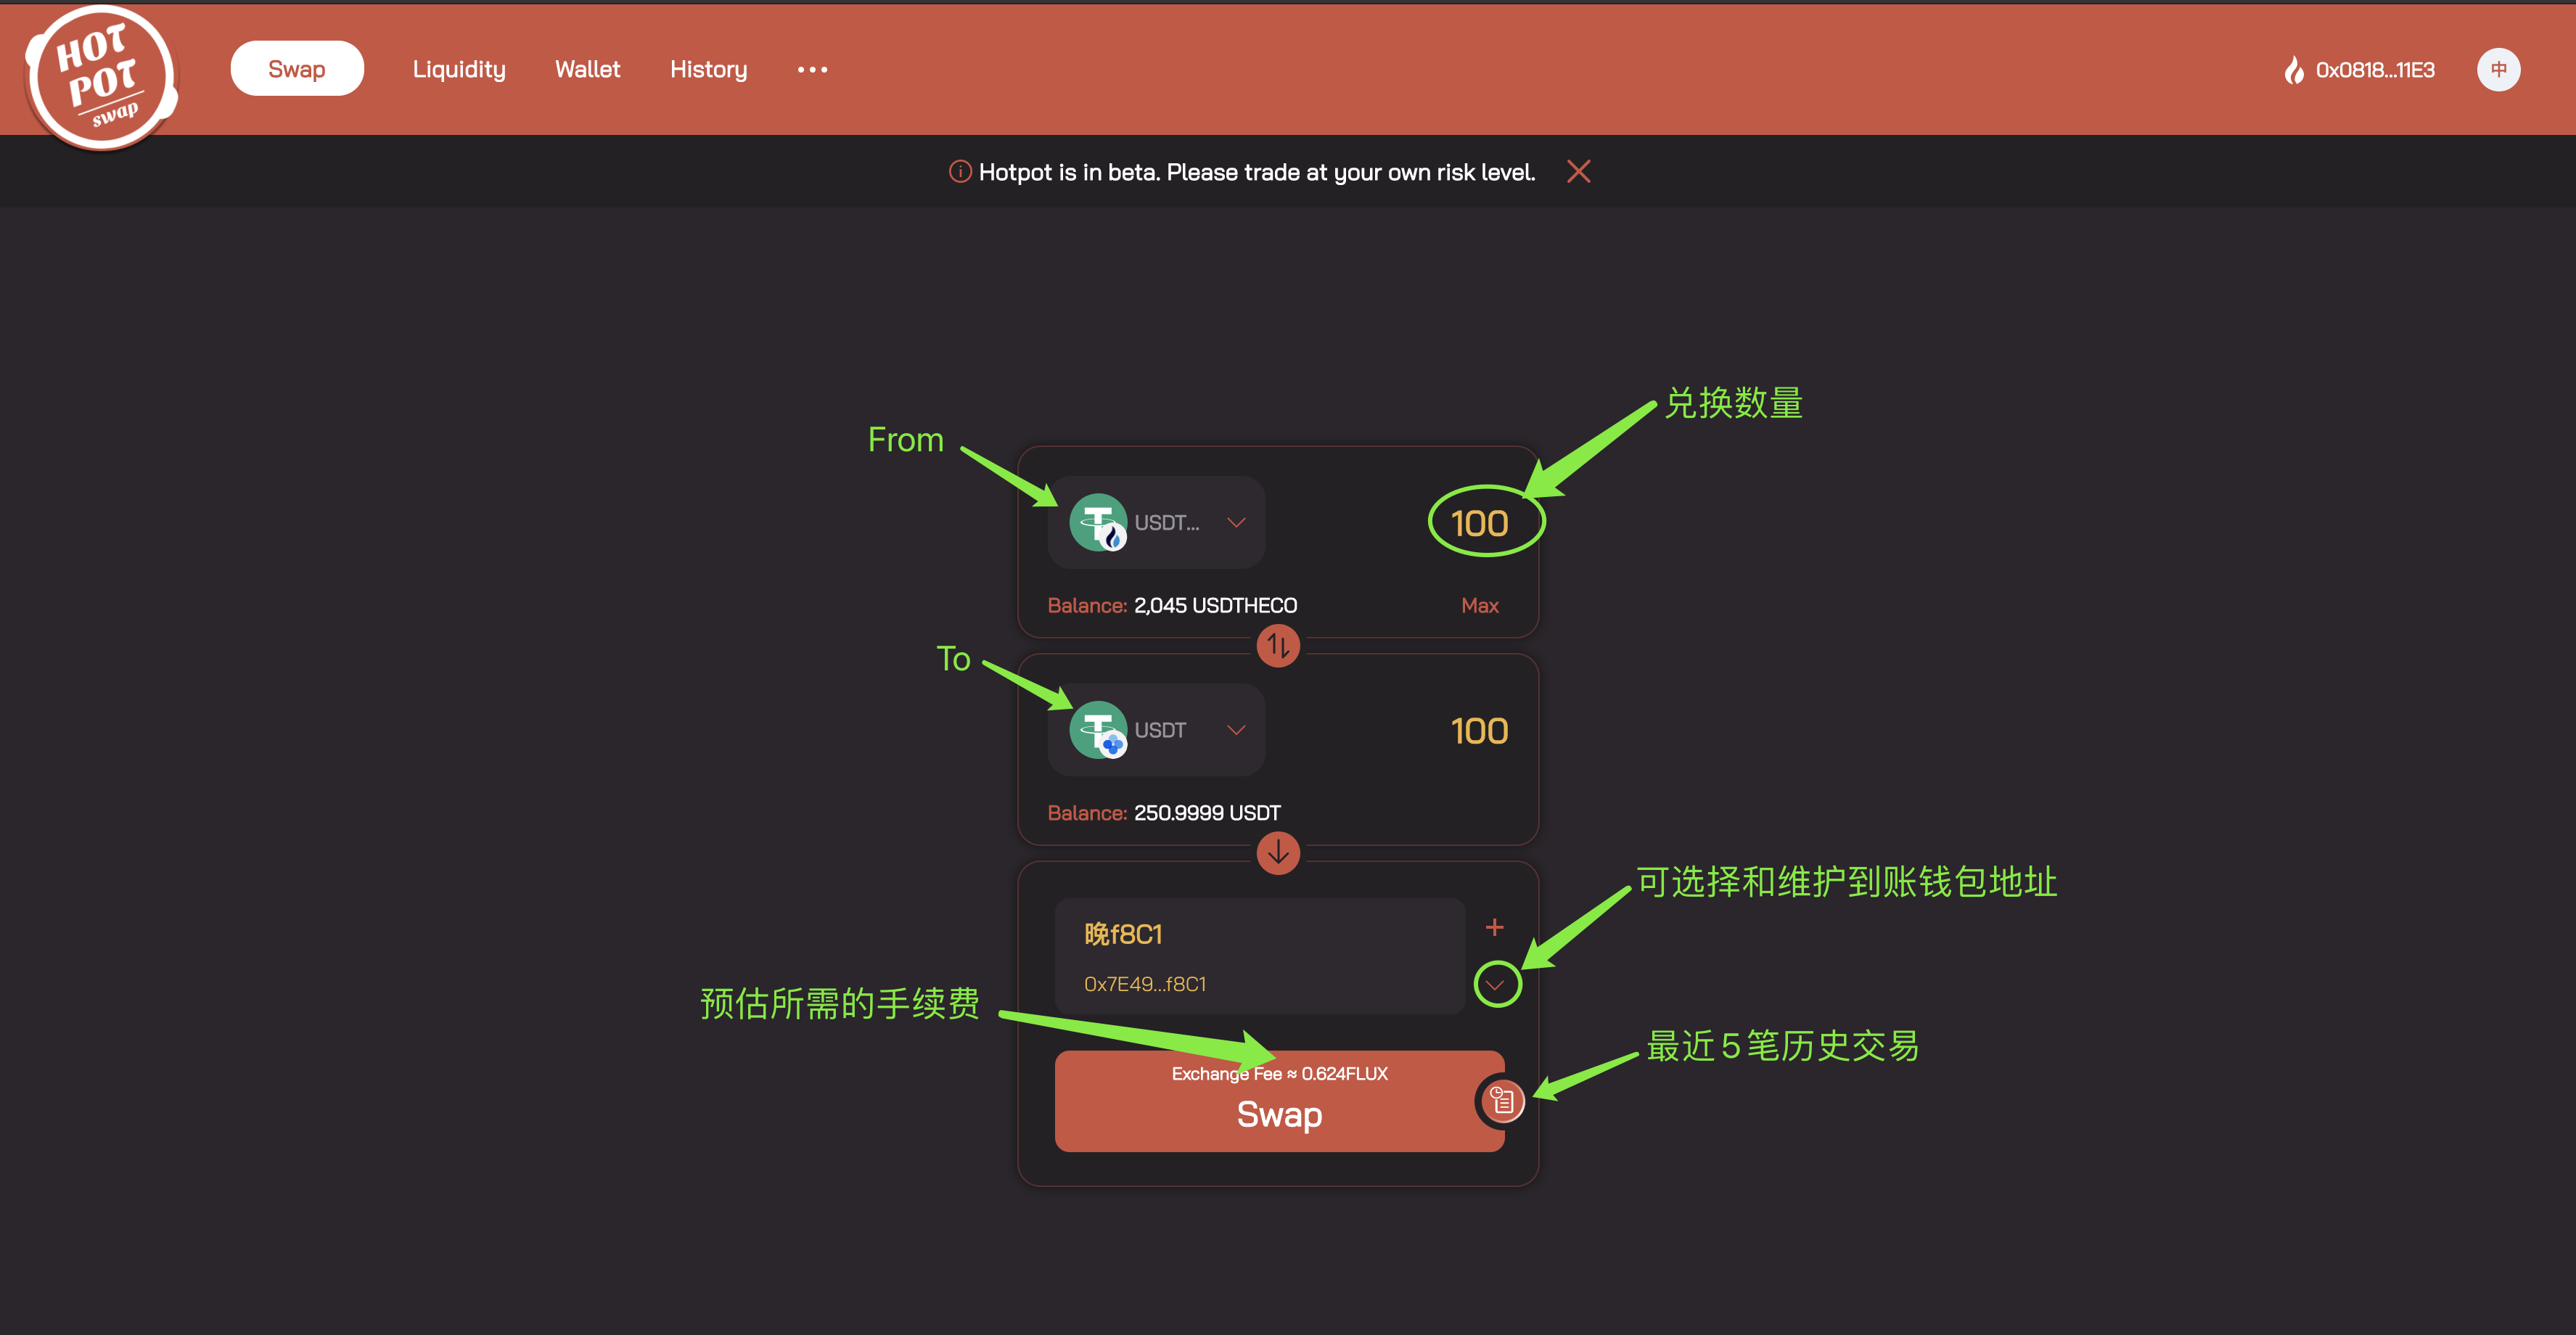 HOT
POT
swap
Swap
Liquidity
Wallet
History
0x0818...11E3
中
Hotpot is in beta. Please trade at your own risk level.
兑换数量
From
USDT...
100
Balance: 2,045 USDTHECO
Max
To
USDT
100
Balance: 250.9999 USDT
可选择和维护到账钱包地址
晚f8C1
0x7E49...f8C1
预估所需的手续费
最近5笔历史交易
Exchange Fee ≈ 0.624FLUX
Swap